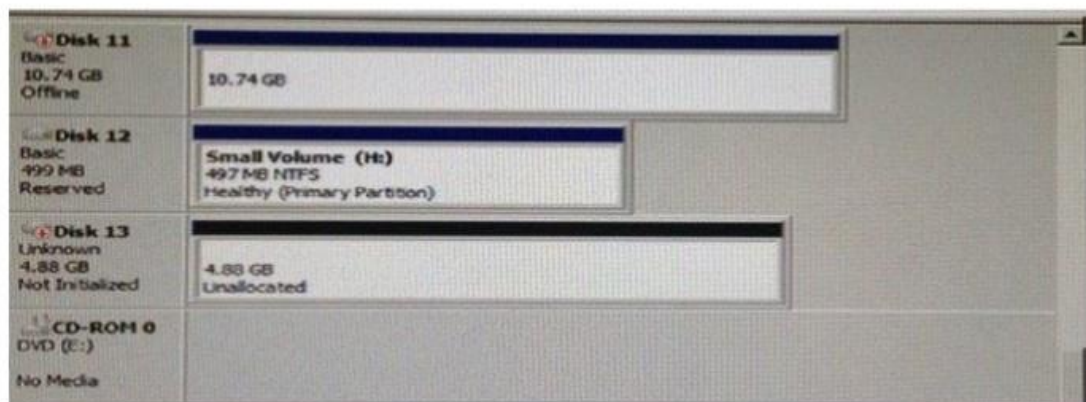 Disk 11
Basic
10.74 GB
Offline
10.74 GB
Disk 12
Basic
499 MB
Reserved
Small Volume (H:)
497 MB NTFS
Healthy (Primary Partition)
Disk 13
Unknown
4.88 GB
Not Initialized
4.88 GB
Unallocated
CD-ROM 0
DVD (E:)
No Media